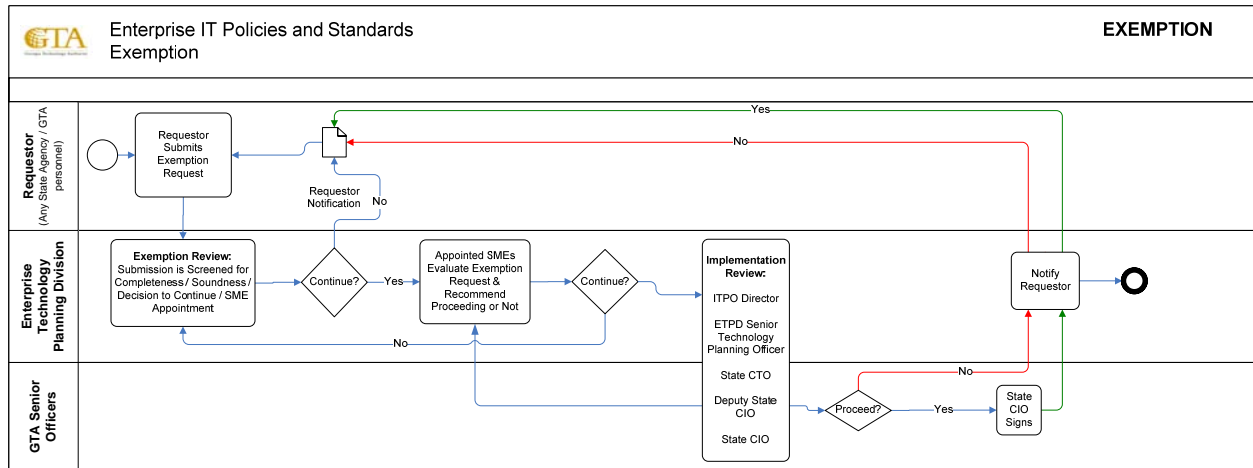 GTA
Enterprise IT Policies and Standards
Exemption
EXEMPTION
Requestor
(Any State Agency / GTA
personnel)
Requestor
Submits
Exemption
Request
Requestor
Notification
No
Yes
No
Enterprise
Technology
Planning Division
Exemption Review:
Submission is Screened for
Completeness / Soundness /
Decision to Continue / SME
Appointment
Continue?
Yes
Appointed SMEs
Evaluate Exemption
Request &
Recommend
Proceeding or Not
Continue?
No
Implementation
Review:
ITPO Director
ETPD Senior
Technology
Planning Officer
State CTO
Deputy State
CIO
State CIO
Notify
Requestor
GTA Senior
Officers
Proceed?
No
Yes
State
CIO
Signs